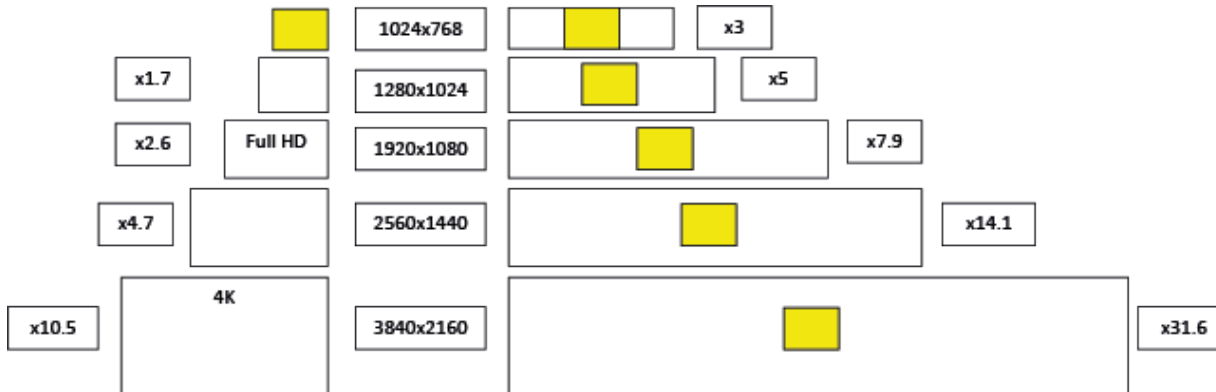 1024x768 x3
x1.7 1280x1024 x5
x2.6 Full HD 1920x1080 x7.9
x4.7 2560x1440 x14.1
4K
x10.5 3840x2160 x31.6